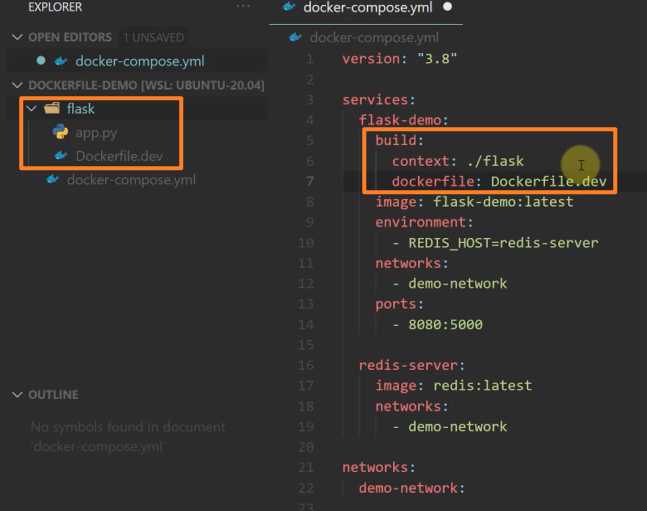 EXPLORER
···
OPEN EDITORS 1 UNSAVED
docker-compose.yml
DOCKERFILE-DEMO [WSL: UBUNTU-20.04]
flask
app.py
Dockerfile.dev
docker-compose.yml
OUTLINE
No symbols found in document
'docker-compose.yml'
docker-compose.yml
docker-compose.yml
1 version: "3.8"
2
3 services:
4 flask-demo:
5 build:
6 context: ./flask
7 dockerfile: Dockerfile.dev
8 image: flask-demo:latest
9 environment:
10 - REDIS_HOST=redis-server
11 networks:
12 - demo-network
13 ports:
14 - 8080:5000
15
16 redis-server:
17 image: redis:latest
18 networks:
19 - demo-network
20
21 networks:
22 demo-network:
23